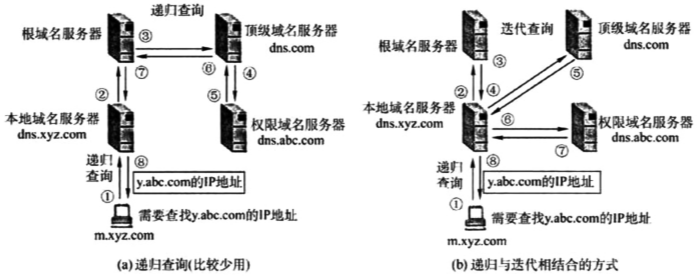 递归查询
根域名服务器
③
顶级域名服务器
dns.com
⑦
⑥
④
②
⑤
本地域名服务器
dns.xyz.com
权限域名服务器
dns.abc.com
递归
查询
⑧
y.abc.com的IP地址
①
需要查找y.abc.com的IP地址
m.xyz.com
(a) 递归查询(比较少用)
迭代查询
根域名服务器
顶级域名服务器
dns.com
③
⑤
②
④
本地域名服务器
dns.xyz.com
⑥
权限域名服务器
dns.abc.com
⑦
递归
查询
⑧
y.abc.com的IP地址
①
需要查找y.abc.com的IP地址
m.xyz.com
(b) 递归与迭代相结合的方式